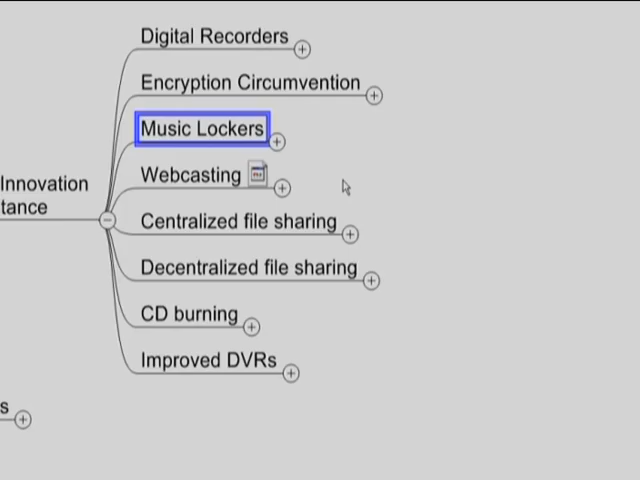 Digital Recorders
Encryption Circumvention
Music Lockers
Innovation
tance
Webcasting
Centralized file sharing
Decentralized file sharing
CD burning
Improved DVRs
s